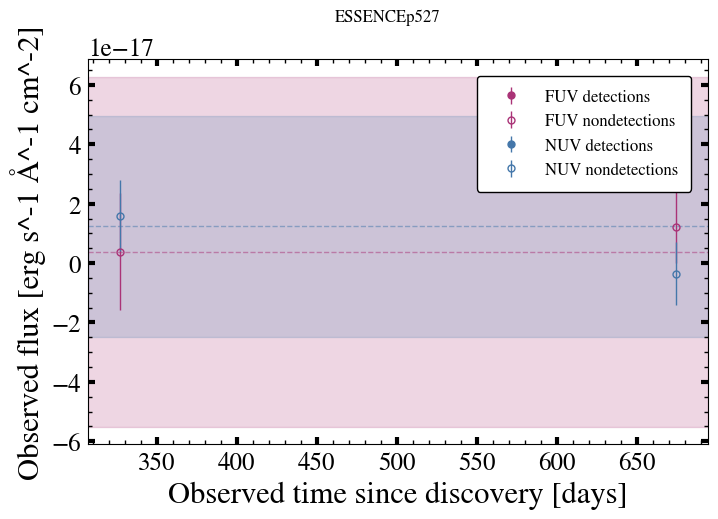 ESSENCEp527
1e−17
Observed flux [erg s^-1 Å^-1 cm^-2]
6
4
2
0
−2
−4
−6
FUV detections
FUV nondetections
NUV detections
NUV nondetections
350 400 450 500 550 600 650
Observed time since discovery [days]